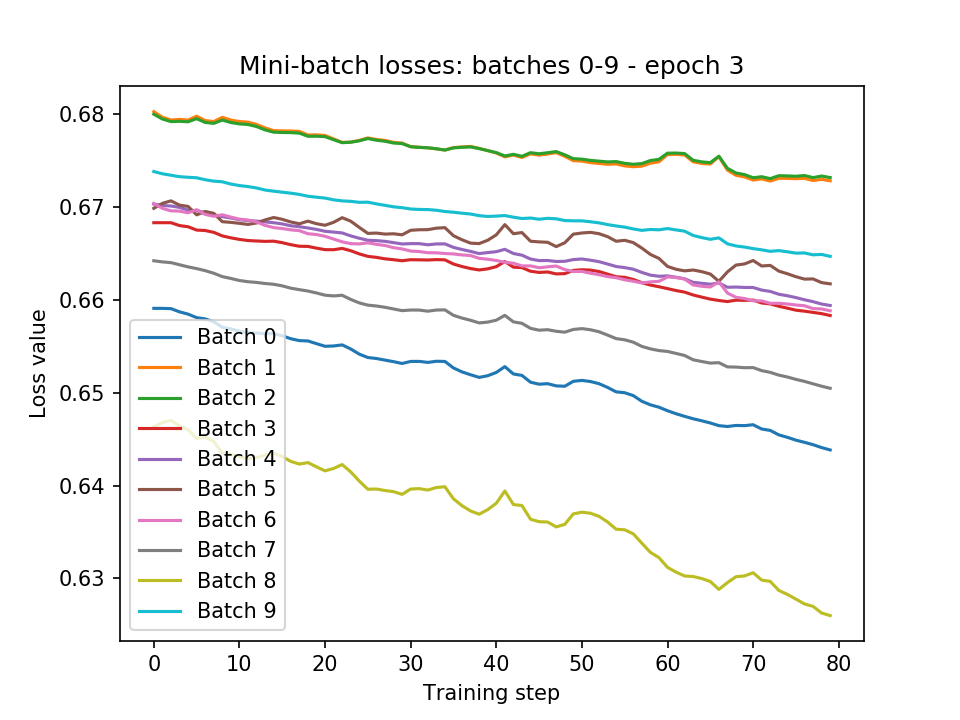 Mini-batch losses: batches 0-9 - epoch 3
0.68
0.67
0.66
0.65
0.64
0.63
Loss value
Batch 0
Batch 1
Batch 2
Batch 3
Batch 4
Batch 5
Batch 6
Batch 7
Batch 8
Batch 9
0 10 20 30 40 50 60 70 80
Training step